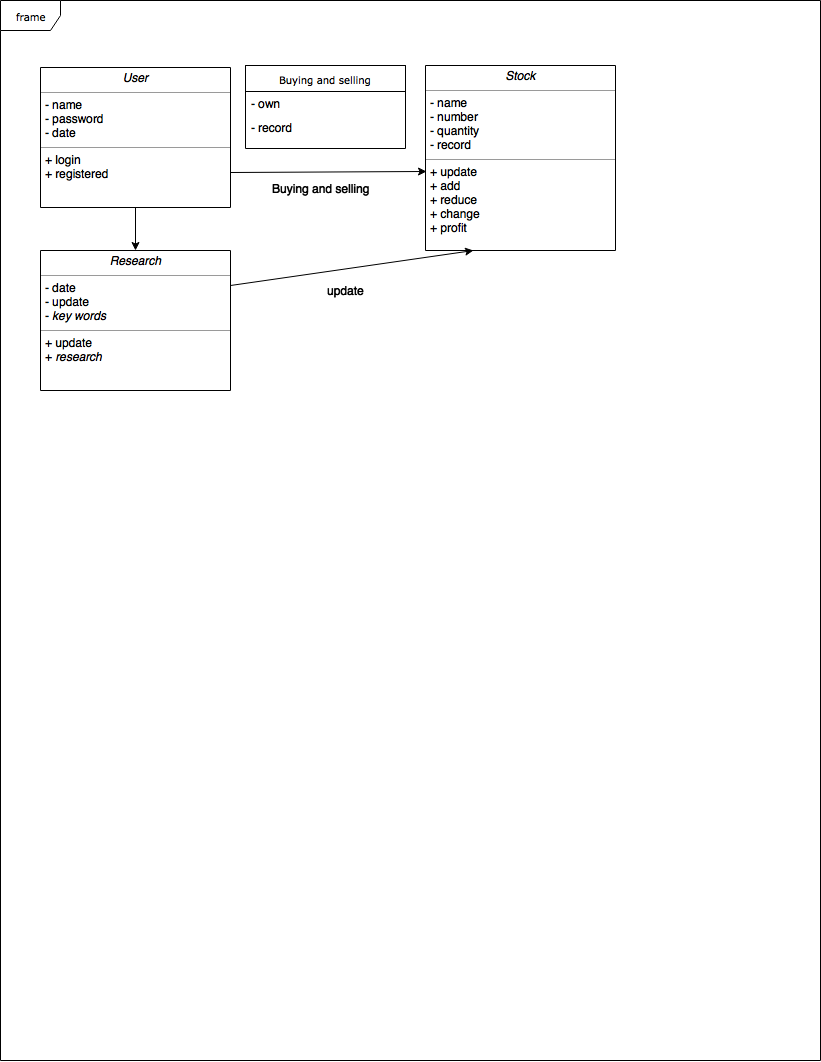 frame
User
- name
- password
- date
+ login
+ registered
Buying and selling
- own
- record
Stock
- name
- number
- quantity
- record
+ update
+ add
+ reduce
+ change
+ profit
Buying and selling
Research
- date
- update
- key words
+ update
+ research
update